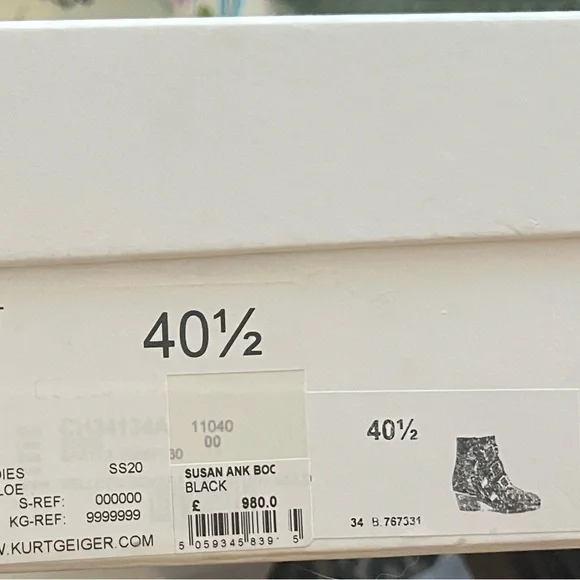 40½
11040
00
40½
DIES SS20
LOE
S-REF: 000000
KG-REF: 9999999
W.KURTGEIGER.COM
SUSAN ANK BOC
BLACK
£ 980.0
5 059345 839 5
34 B.767331